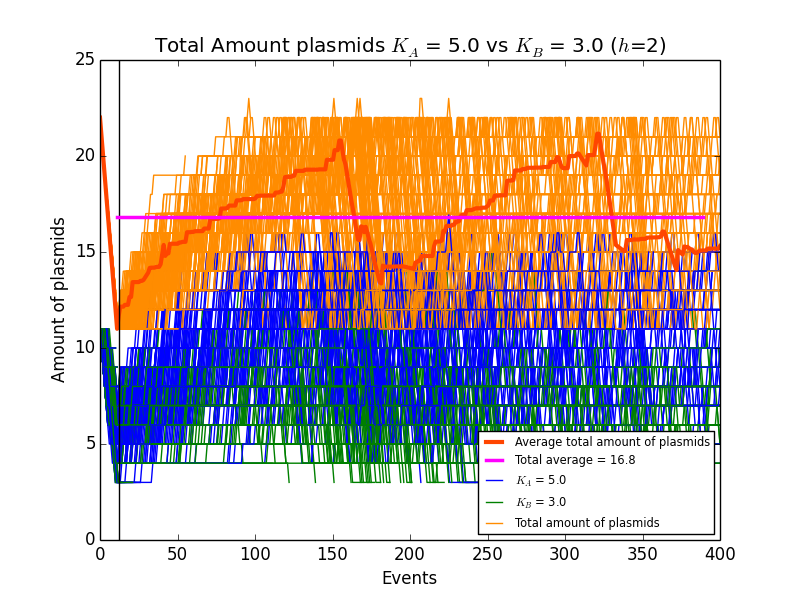 Total Amount plasmids K_A = 5.0 vs K_B = 3.0 (h=2)
25
20
15
10
5
0
Amount of plasmids
0 50 100 150 200 250 300 350 400
Events
Average total amount of plasmids
Total average = 16.8
K_A = 5.0
K_B = 3.0
Total amount of plasmids